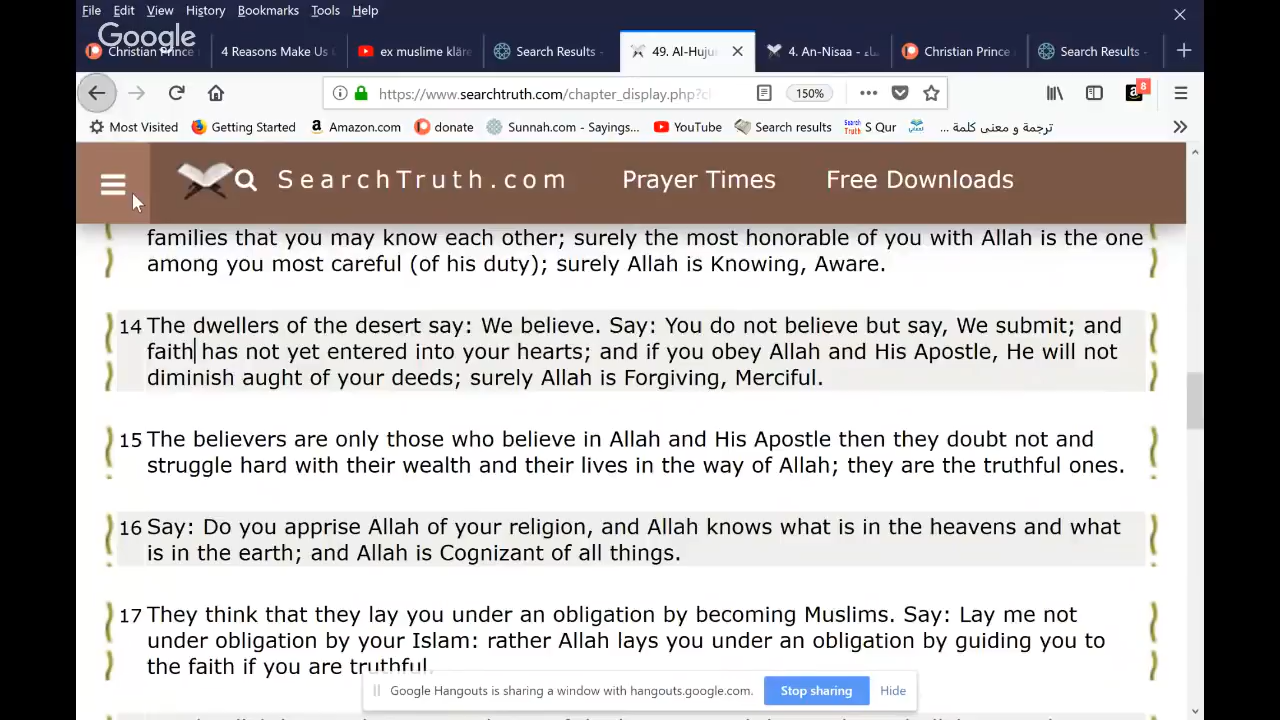 File Edit View History Bookmarks Tools Help
Google
Christian Prince
4 Reasons Make Us
ex muslime kläre
Search Results -
49. Al-Huju
4. An-Nisaa -
Christian Prince
Search Results -
https://www.searchtruth.com/chapter_display.php?cl
150%
8
Most Visited Getting Started Amazon.com donate Sunnah.com - Sayings,... YouTube Search results S Qur ترجمة و معنى كلمة ...
SearchTruth.com Prayer Times Free Downloads
families that you may know each other; surely the most honorable of you with Allah is the one
among you most careful (of his duty); surely Allah is Knowing, Aware.
14 The dwellers of the desert say: We believe. Say: You do not believe but say, We submit; and
faith has not yet entered into your hearts; and if you obey Allah and His Apostle, He will not
diminish aught of your deeds; surely Allah is Forgiving, Merciful.
15 The believers are only those who believe in Allah and His Apostle then they doubt not and
struggle hard with their wealth and their lives in the way of Allah; they are the truthful ones.
16 Say: Do you apprise Allah of your religion, and Allah knows what is in the heavens and what
is in the earth; and Allah is Cognizant of all things.
17 They think that they lay you under an obligation by becoming Muslims. Say: Lay me not
under obligation by your Islam: rather Allah lays you under an obligation by guiding you to
the faith if you are truthful.
Google Hangouts is sharing a window with hangouts.google.com. Stop sharing Hide